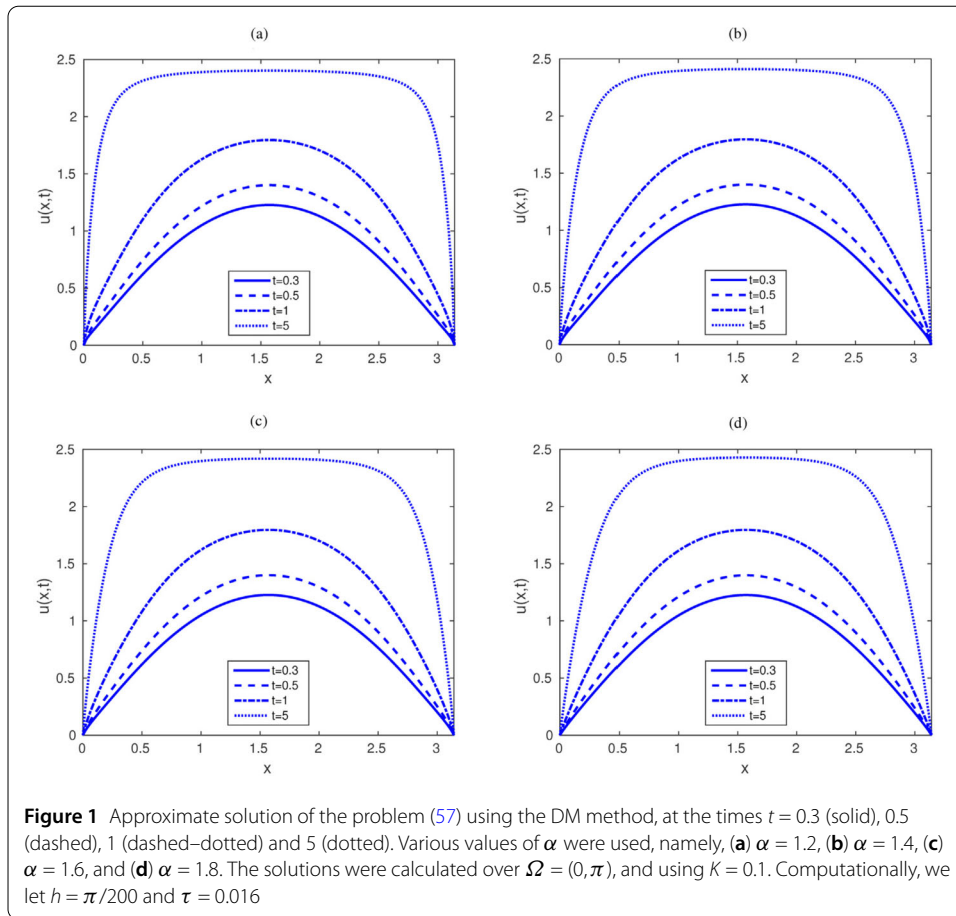 (a)
2.5
2
1.5
1
0.5
0
u(x,t)
t=0.3
t=0.5
t=1
t=5
0 0.5 1 1.5 2 2.5 3
x
(b)
2.5
2
1.5
1
0.5
0
u(x,t)
t=0.3
t=0.5
t=1
t=5
0 0.5 1 1.5 2 2.5 3
x
(c)
2.5
2
1.5
1
0.5
0
u(x,t)
t=0.3
t=0.5
t=1
t=5
0 0.5 1 1.5 2 2.5 3
x
(d)
2.5
2
1.5
1
0.5
0
u(x,t)
t=0.3
t=0.5
t=1
t=5
0 0.5 1 1.5 2 2.5 3
x
Figure 1 Approximate solution of the problem (57) using the DM method, at the times t = 0.3 (solid), 0.5
(dashed), 1 (dashed–dotted) and 5 (dotted). Various values of α were used, namely, (a) α = 1.2, (b) α = 1.4, (c)
α = 1.6, and (d) α = 1.8. The solutions were calculated over Ω = (0, π), and using K = 0.1. Computationally, we
let h = π/200 and τ = 0.016